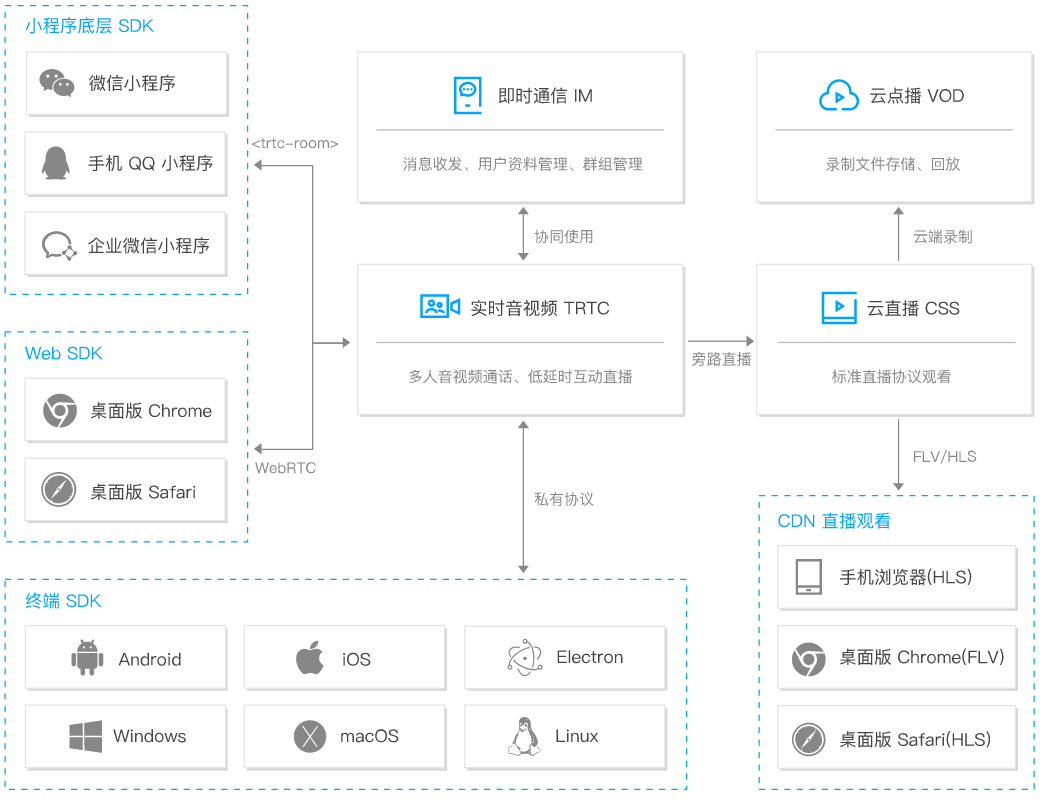 小程序底层 SDK
微信小程序
手机 QQ 小程序
企业微信小程序
<trtc-room>
Web SDK
桌面版 Chrome
桌面版 Safari
WebRTC
即时通信 IM
消息收发、用户资料管理、群组管理
协同使用
实时音视频 TRTC
多人音视频通话、低延时互动直播
私有协议
旁路直播
云点播 VOD
录制文件存储、回放
云端录制
云直播 CSS
标准直播协议观看
FLV/HLS
终端 SDK
Android
iOS
Electron
Windows
macOS
Linux
CDN 直播观看
手机浏览器(HLS)
桌面版 Chrome(FLV)
桌面版 Safari(HLS)